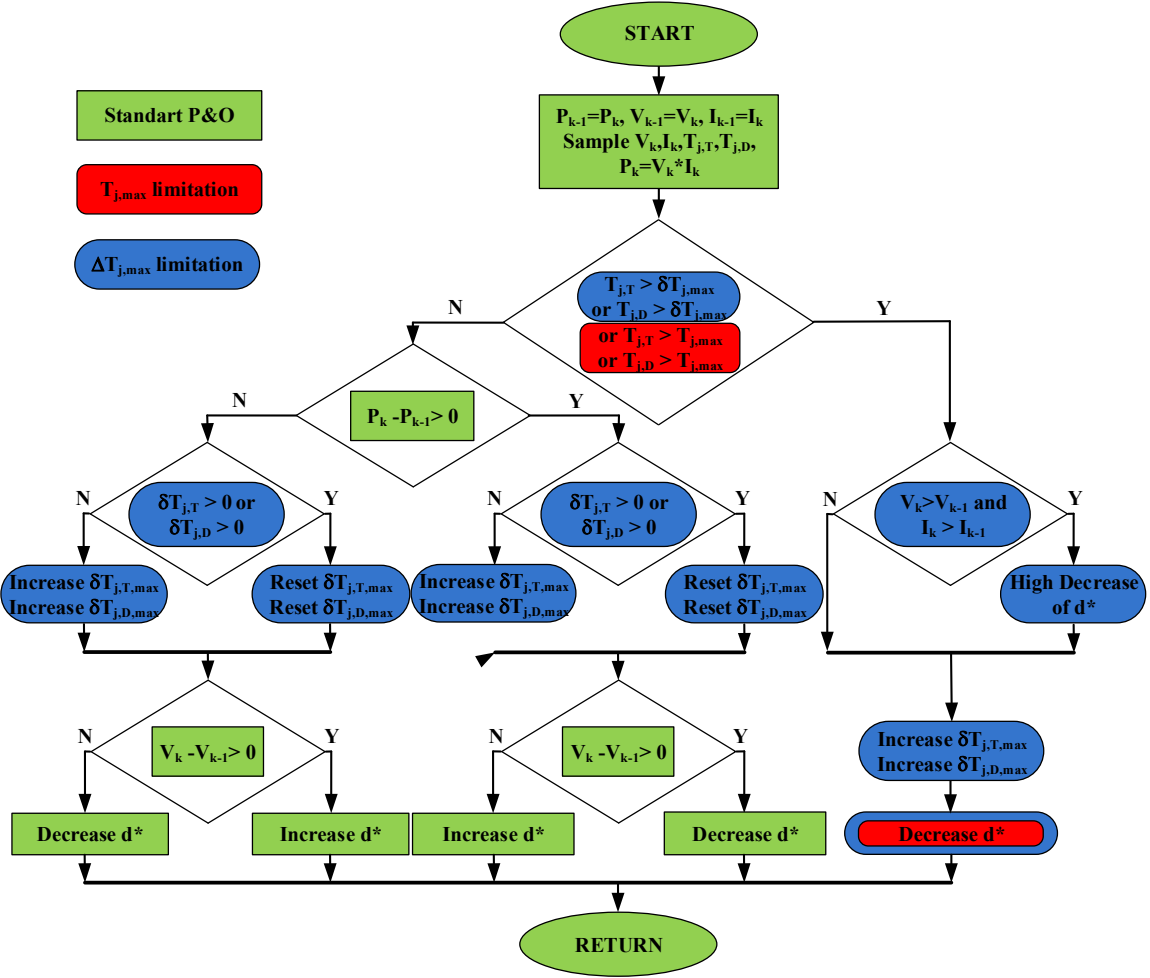 START
Standart P&O
T_{j,max} limitation
ΔT_{j,max} limitation
P_{k-1}=P_k, V_{k-1}=V_k, I_{k-1}=I_k
Sample V_k,I_k,T_{j,T},T_{j,D},
P_k=V_k*I_k
T_{j,T} > δT_{j,max}
or T_{j,D} > δT_{j,max}
or T_{j,T} > T_{j,max}
or T_{j,D} > T_{j,max}
N
Y
P_k -P_{k-1}> 0
N
Y
δT_{j,T} > 0 or
δT_{j,D} > 0
N
Y
δT_{j,T} > 0 or
δT_{j,D} > 0
N
Y
V_k>V_{k-1} and
I_k > I_{k-1}
N
Y
Increase δT_{j,T,max}
Increase δT_{j,D,max}
Reset δT_{j,T,max}
Reset δT_{j,D,max}
Increase δT_{j,T,max}
Increase δT_{j,D,max}
Reset δT_{j,T,max}
Reset δT_{j,D,max}
High Decrease
of d*
V_k -V_{k-1}> 0
N
Y
V_k -V_{k-1}> 0
N
Y
Increase δT_{j,T,max}
Increase δT_{j,D,max}
Decrease d*
Increase d*
Increase d*
Decrease d*
Decrease d*
RETURN